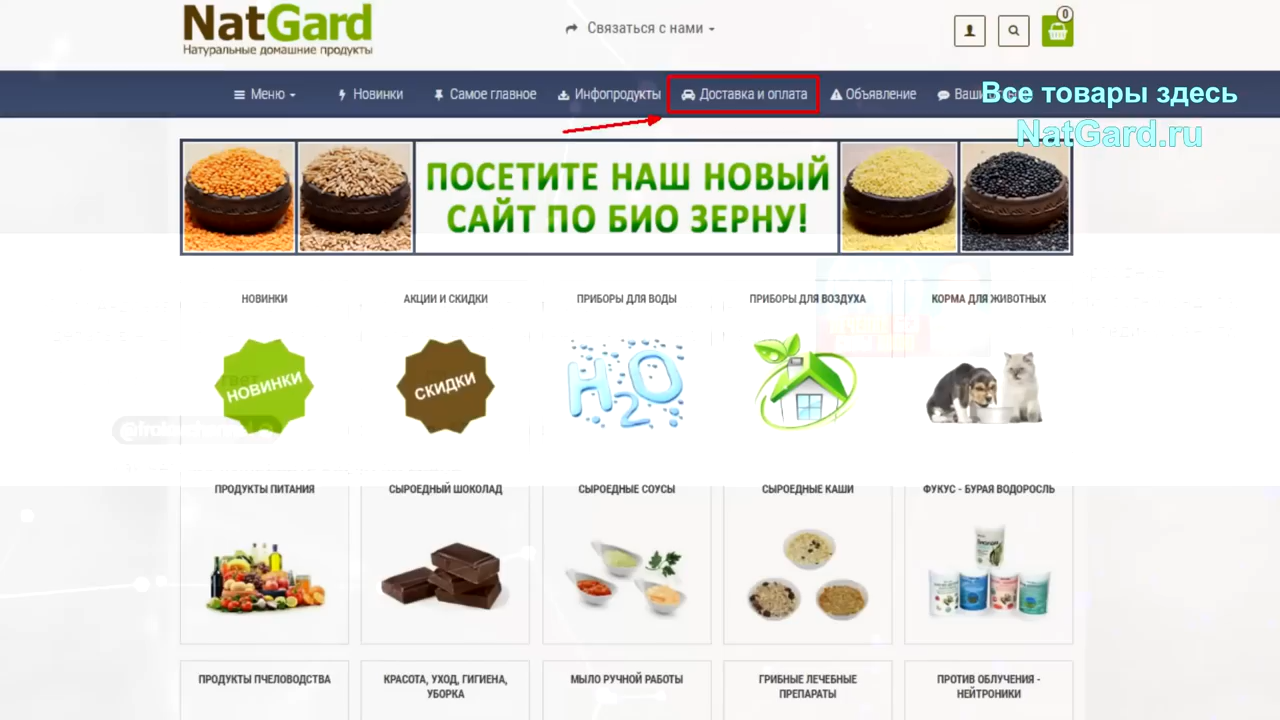 NatGard
Натуральные домашние продукты
Связаться с нами
0
Меню
Новинки
Самое главное
Инфопродукты
Доставка и оплата
Объявление
Все товары здесь
NatGard.ru
ПОСЕТИТЕ НАШ НОВЫЙ
САЙТ ПО БИО ЗЕРНУ!
НОВИНКИ
АКЦИИ И СКИДКИ
ПРИБОРЫ ДЛЯ ВОДЫ
ПРИБОРЫ ДЛЯ ВОЗДУХА
КОРМА ДЛЯ ЖИВОТНЫХ
НОВИНКИ
СКИДКИ
H2O
ПРОДУКТЫ ПИТАНИЯ
СЫРОЕДНЫЙ ШОКОЛАД
СЫРОЕДНЫЕ СОУСЫ
СЫРОЕДНЫЕ КАШИ
ФУКУС - БУРАЯ ВОДОРОСЛЬ
ПРОДУКТЫ ПЧЕЛОВОДСТВА
КРАСОТА, УХОД, ГИГИЕНА,
УБОРКА
МЫЛО РУЧНОЙ РАБОТЫ
ГРИБНЫЕ ЛЕЧЕБНЫЕ
ПРЕПАРАТЫ
ПРОТИВ ОБЛУЧЕНИЯ -
НЕЙТРОНИКИ